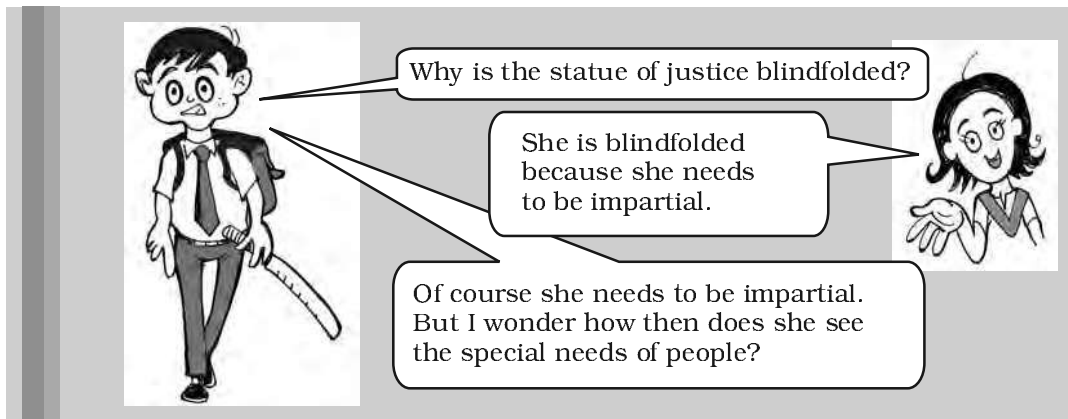 Why is the statue of justice blindfolded?
She is blindfolded
because she needs
to be impartial.
Of course she needs to be impartial.
But I wonder how then does she see
the special needs of people?